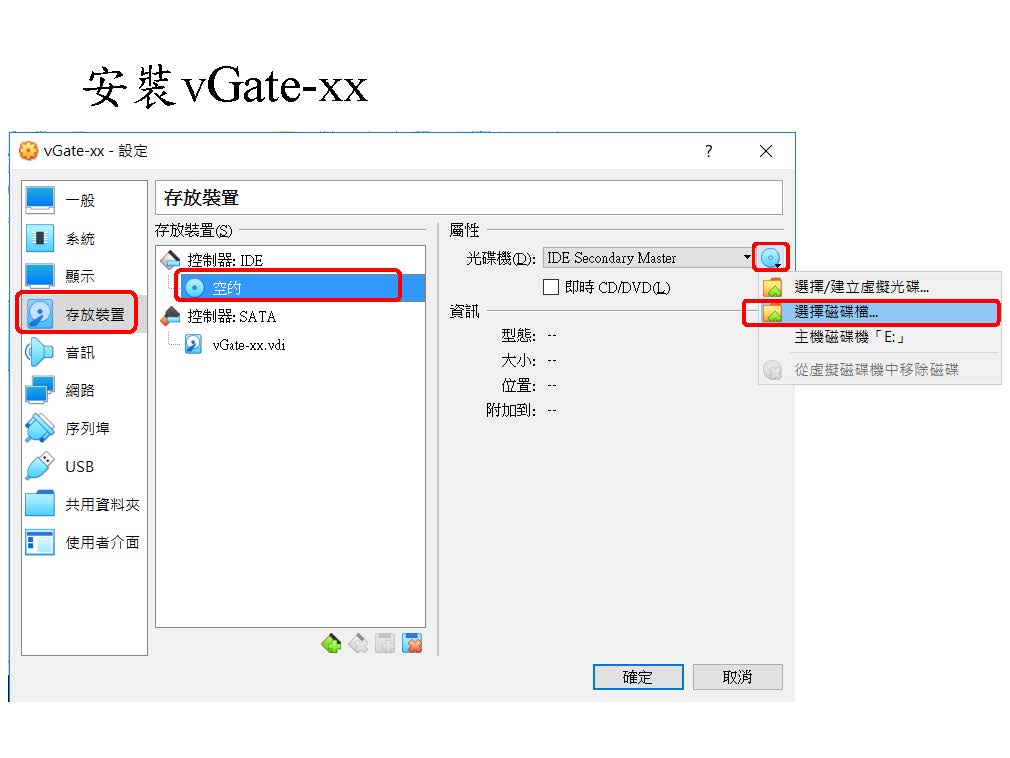 安裝vGate-xx
vGate-xx - 設定
?
一般
系統
顯示
存放裝置
音訊
網路
序列埠
USB
共用資料夾
使用者介面
存放裝置
存放裝置(S)
控制器: IDE
空的
控制器: SATA
vGate-xx.vdi
屬性
光碟機(D): IDE Secondary Master
即時 CD/DVD(L)
資訊
型態: --
大小: --
位置: --
附加到: --
選擇/建立虛擬光碟...
選擇磁碟檔...
主機磁碟機「E:」
從虛擬磁碟機中移除磁碟
確定
取消